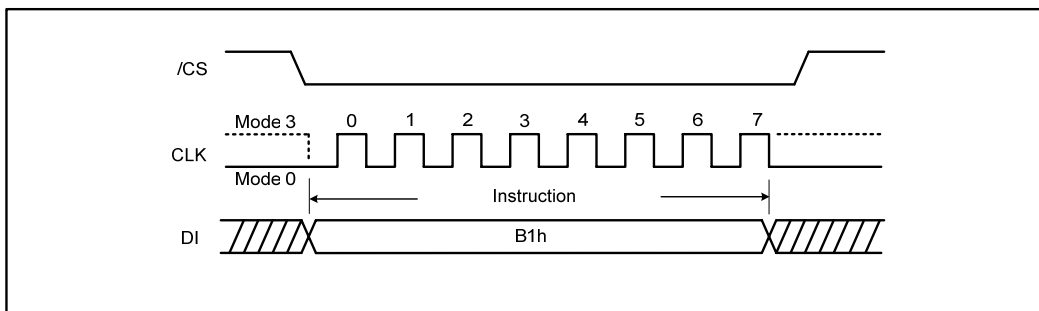 /CS
Mode 3 0 1 2 3 4 5 6 7
CLK
Mode 0
Instruction
DI B1h